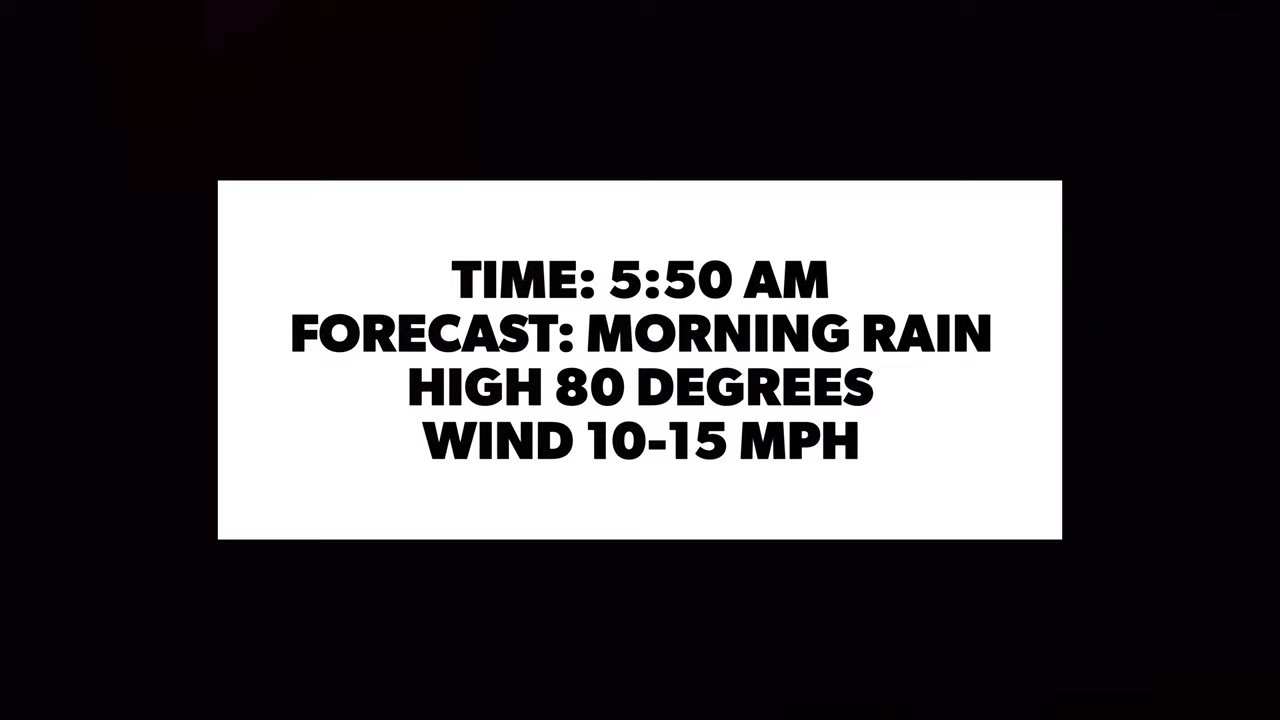 TIME: 5:50 AM
FORECAST: MORNING RAIN
HIGH 80 DEGREES
WIND 10-15 MPH